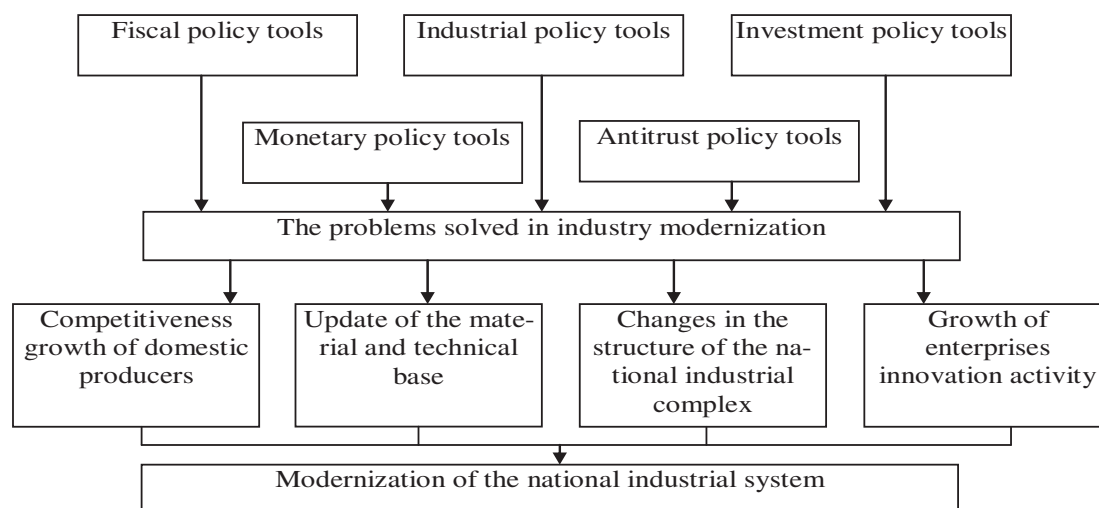 Fiscal policy tools
Industrial policy tools
Investment policy tools
Monetary policy tools
Antitrust policy tools
The problems solved in industry modernization
Competitiveness
growth of domestic
producers
Update of the mate-
rial and technical
base
Changes in the
structure of the na-
tional industrial
complex
Growth of
enterprises
innovation activity
Modernization of the national industrial system